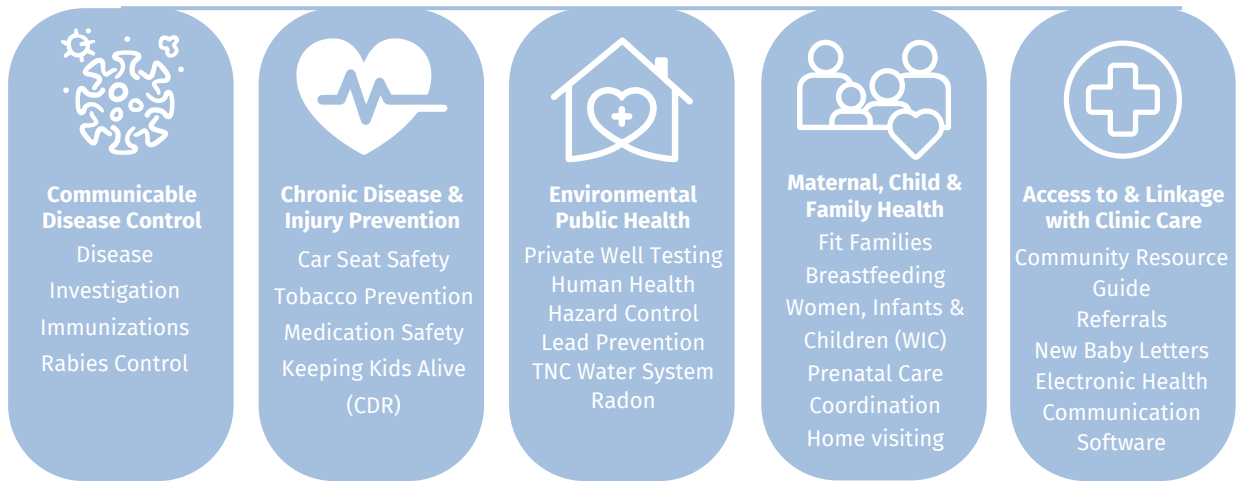 Communicable
Disease Control
Disease
Investigation
Immunizations
Rabies Control
Chronic Disease &
Injury Prevention
Car Seat Safety
Tobacco Prevention
Medication Safety
Keeping Kids Alive
(CDR)
Environmental
Public Health
Private Well Testing
Human Health
Hazard Control
Lead Prevention
TNC Water System
Radon
Maternal, Child &
Family Health
Fit Families
Breastfeeding
Women, Infants &
Children (WIC)
Prenatal Care
Coordination
Home visiting
Access to & Linkage
with Clinic Care
Community Resource
Guide
Referrals
New Baby Letters
Electronic Health
Communication
Software